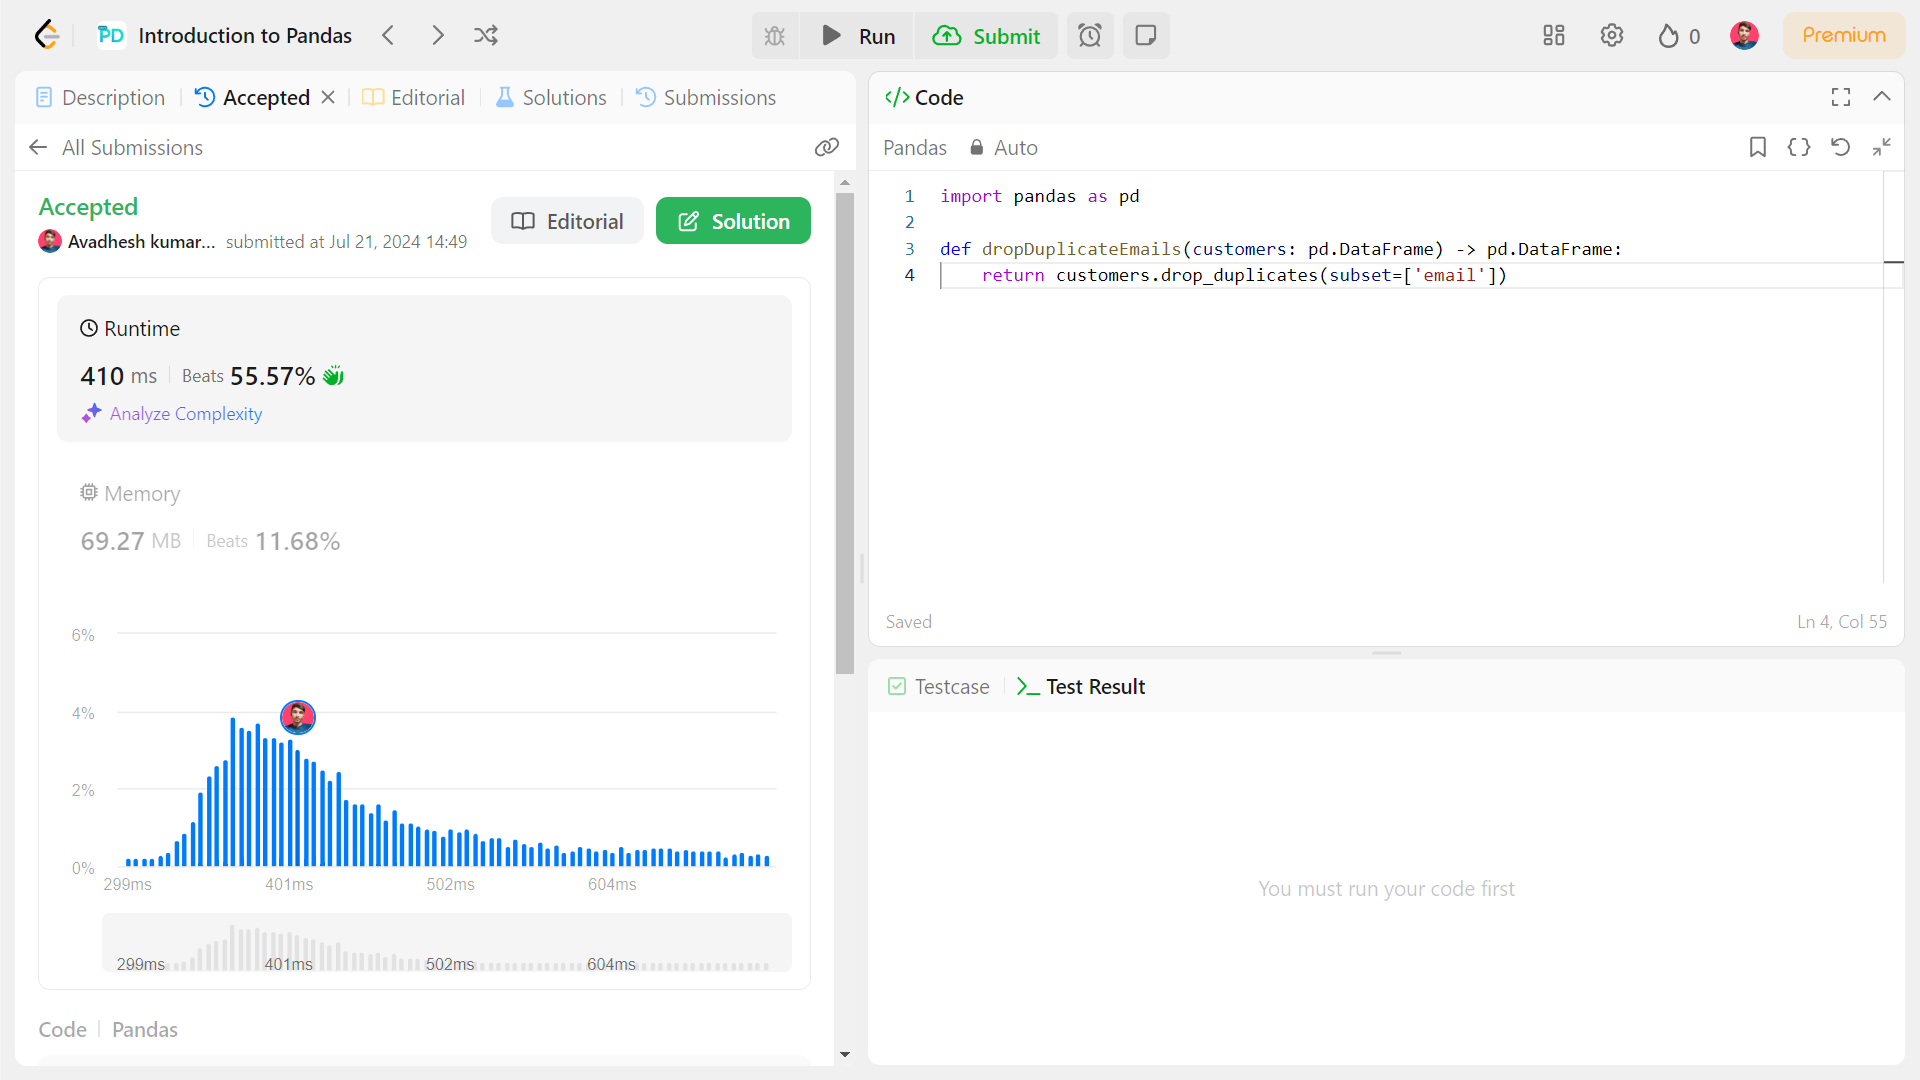 PD Introduction to Pandas
Run
Submit
0
Premium
Description
Accepted
Editorial
Solutions
Submissions
All Submissions
Accepted
Avadhesh kumar... submitted at Jul 21, 2024 14:49
Editorial
Solution
Runtime
410 ms Beats 55.57%
Analyze Complexity
Memory
69.27 MB Beats 11.68%
6%
4%
2%
0%
299ms 401ms 502ms 604ms
299ms 401ms 502ms 604ms
Code Pandas
</> Code
Pandas Auto
1 import pandas as pd
2
3 def dropDuplicateEmails(customers: pd.DataFrame) -> pd.DataFrame:
4     return customers.drop_duplicates(subset=['email'])
Saved
Ln 4, Col 55
Testcase
Test Result
You must run your code first